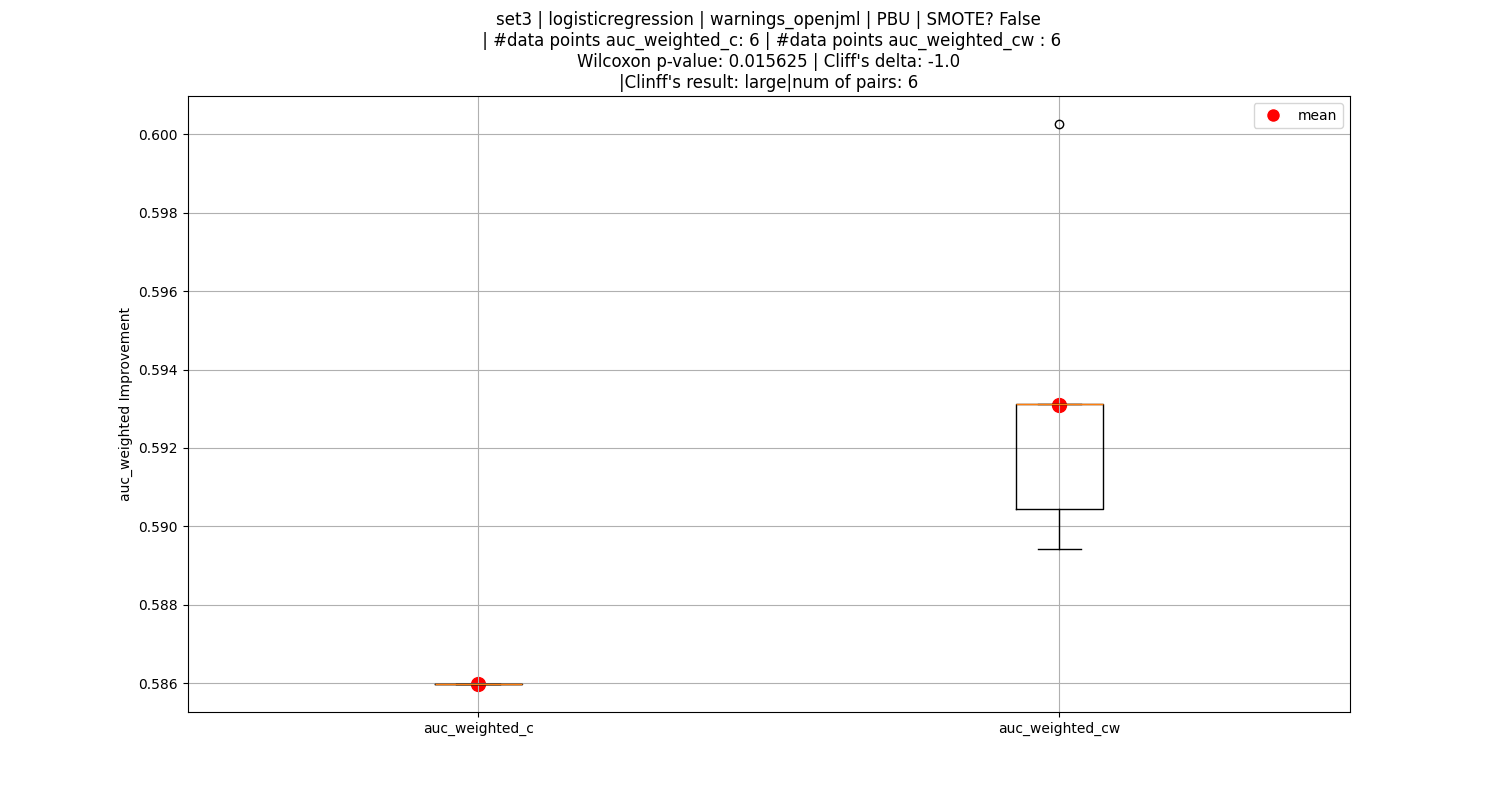 set3 | logisticregression | warnings_openjml | PBU | SMOTE? False
| #data points auc_weighted_c: 6 | #data points auc_weighted_cw : 6
Wilcoxon p-value: 0.015625 | Cliff's delta: -1.0
|Clinff's result: large|num of pairs: 6
mean
auc_weighted Improvement
0.600
0.598
0.596
0.594
0.592
0.590
0.588
0.586
auc_weighted_c
auc_weighted_cw